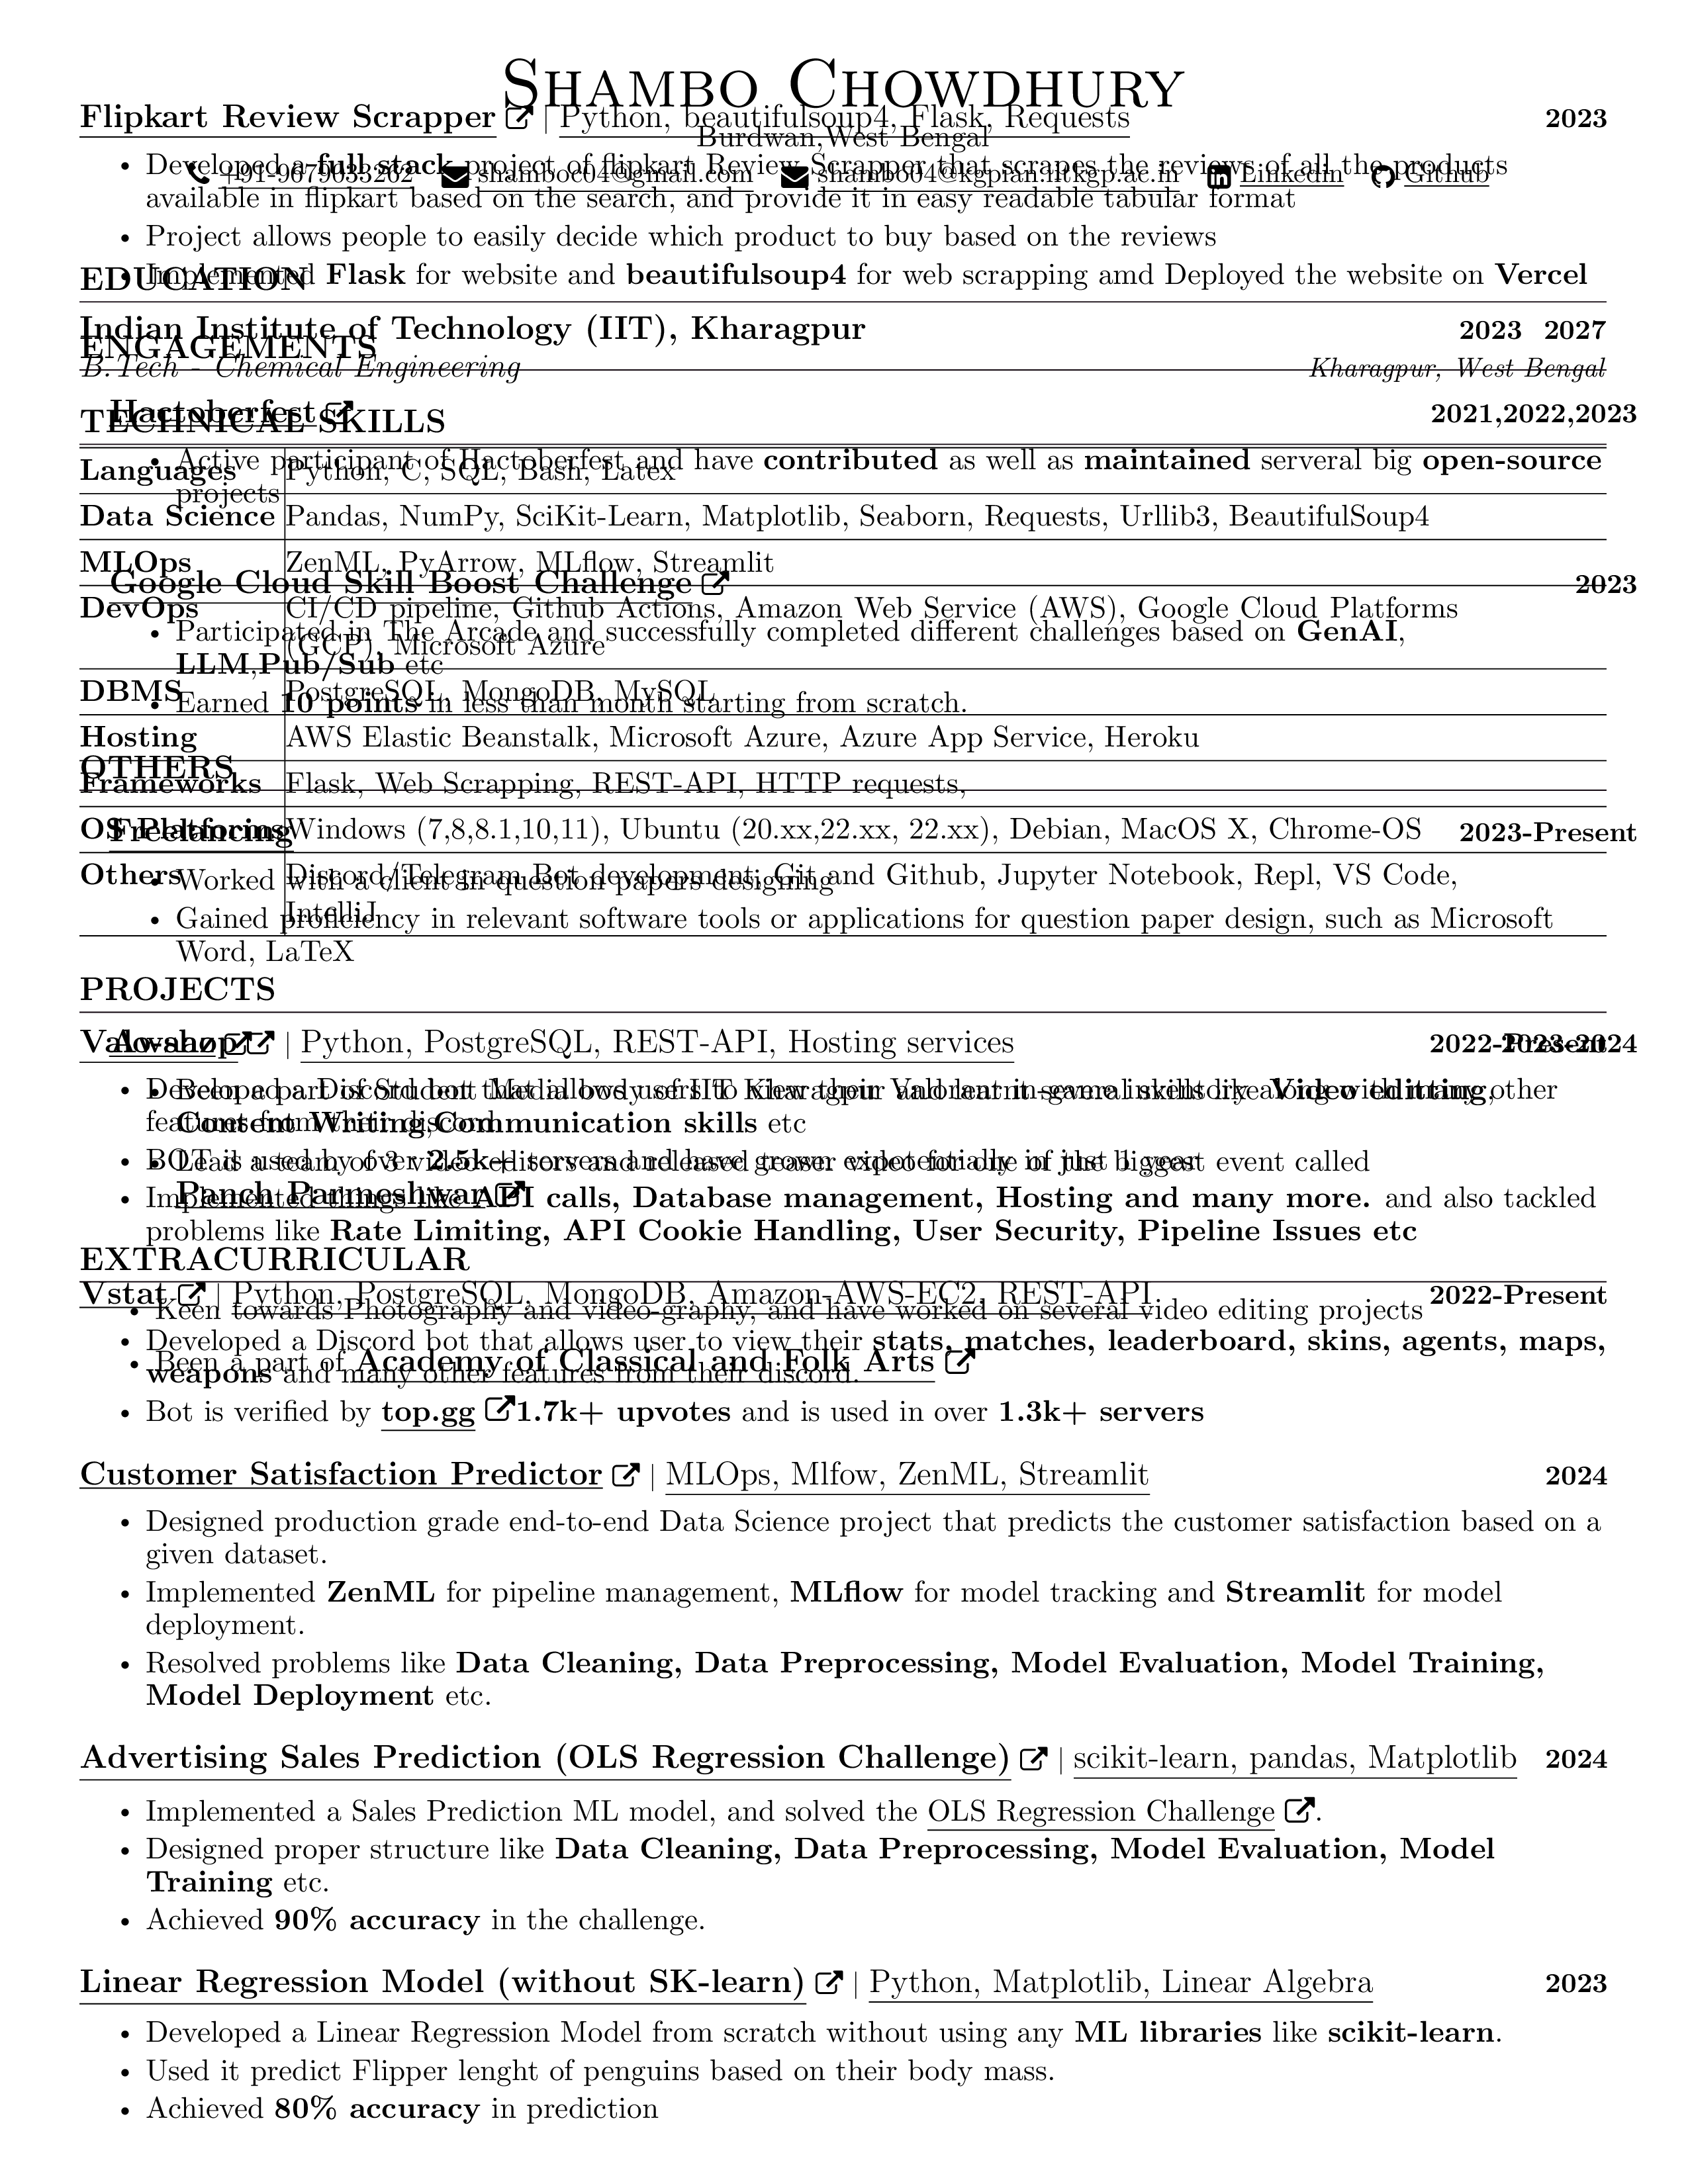 SHAMBO CHOWDHURY
Flipkart Review Scrapper | Python, beautifulsoup4, Flask, Requests 2023
Burdwan,West Bengal
• Developed a full stack project of flipkart Review Scrapper that scrapes the reviews of all the products
shamboc04@gmail.com shambo04@kgpian.iitkgp.ac.in Linkedin Github
available in flipkart based on the search, and provide it in easy readable tabular format
• Project allows people to easily decide which product to buy based on the reviews
• Implemented Flask for website and beautifulsoup4 for web scrapping amd Deployed the website on Vercel
EDUCATION
Indian Institute of Technology (IIT), Kharagpur 2023 2027
ENGAGEMENTS
B.Tech - Chemical Engineering Kharagpur, West Bengal
Hactoberfest 2021,2022,2023
TECHNICAL SKILLS
• Active participant of Hactoberfest and have contributed as well as maintained serveral big open-source
Languages Python, C, SQL, Bash, Latex
projects
Data Science Pandas, NumPy, SciKit-Learn, Matplotlib, Seaborn, Requests, Urllib3, BeautifulSoup4
MLOps ZenML, PyArrow, MLflow, Streamlit
Google Cloud Skill Boost Challenge 2023
DevOps CI/CD pipeline, Github Actions, Amazon Web Service (AWS), Google Cloud Platforms
• Participated in The Arcade and successfully completed different challenges based on GenAI,
(GCP), Microsoft Azure
LLM,Pub/Sub etc
DBMS PostgreSQL, MongoDB, MySQL
• Earned 10 points in less than month starting from scratch.
Hosting AWS Elastic Beanstalk, Microsoft Azure, Azure App Service, Heroku
OTHERS
Frameworks Flask, Web Scrapping, REST-API, HTTP requests,
OS Platforms Windows (7,8,8.1,10,11), Ubuntu (20.xx,22.xx, 22.xx), Debian, MacOS X, Chrome-OS
Freelancing 2023-Present
Others Discord/Telegram Bot development, Git and Github, Jupyter Notebook, Repl, VS Code,
• Worked with a client in question papers designing
IntelliJ
• Gained proficiency in relevant software tools or applications for question paper design, such as Microsoft
Word, LaTeX
PROJECTS
| Python, PostgreSQL, REST-API, Hosting services 2022-Present
2023-2024
• Developed a Discord bot that allows users to view their Valorant in-game inventory along with many other
• Been a part of Student Media body of IIT Kharagpur and learnt several skills like Video editting,
features from their discord.
Content Writing,Communication skills etc
• BOT is used by over 2.5k+ servers and have grown expotentially in just 1 year
• Lead a team of 3 video editors and released teaser video for one of the biggest event called
Panch Parmeshwar
• Implemented things like API calls, Database management, Hosting and many more. and also tackled
problems like Rate Limiting, API Cookie Handling, User Security, Pipeline Issues etc
EXTRACURRICULAR
Vstat | Python, PostgreSQL, MongoDB, Amazon-AWS-EC2, REST-API 2022-Present
• Keen towards Photography and video-graphy, and have worked on several video editing projects
• Developed a Discord bot that allows user to view their stats, matches, leaderboard, skins, agents, maps,
• Been a part of Academy of Classical and Folk Arts
weapons and many other features from their discord.
• Bot is verified by top.gg 1.7k+ upvotes and is used in over 1.3k+ servers
Customer Satisfaction Predictor | MLOps, Mlfow, ZenML, Streamlit 2024
• Designed production grade end-to-end Data Science project that predicts the customer satisfaction based on a
given dataset.
• Implemented ZenML for pipeline management, MLflow for model tracking and Streamlit for model
deployment.
• Resolved problems like Data Cleaning, Data Preprocessing, Model Evaluation, Model Training,
Model Deployment etc.
Advertising Sales Prediction (OLS Regression Challenge) | scikit-learn, pandas, Matplotlib 2024
• Implemented a Sales Prediction ML model, and solved the OLS Regression Challenge .
• Designed proper structure like Data Cleaning, Data Preprocessing, Model Evaluation, Model
Training etc.
• Achieved 90% accuracy in the challenge.
Linear Regression Model (without SK-learn) | Python, Matplotlib, Linear Algebra 2023
• Developed a Linear Regression Model from scratch without using any ML libraries like scikit-learn.
• Used it predict Flipper lenght of penguins based on their body mass.
• Achieved 80% accuracy in prediction